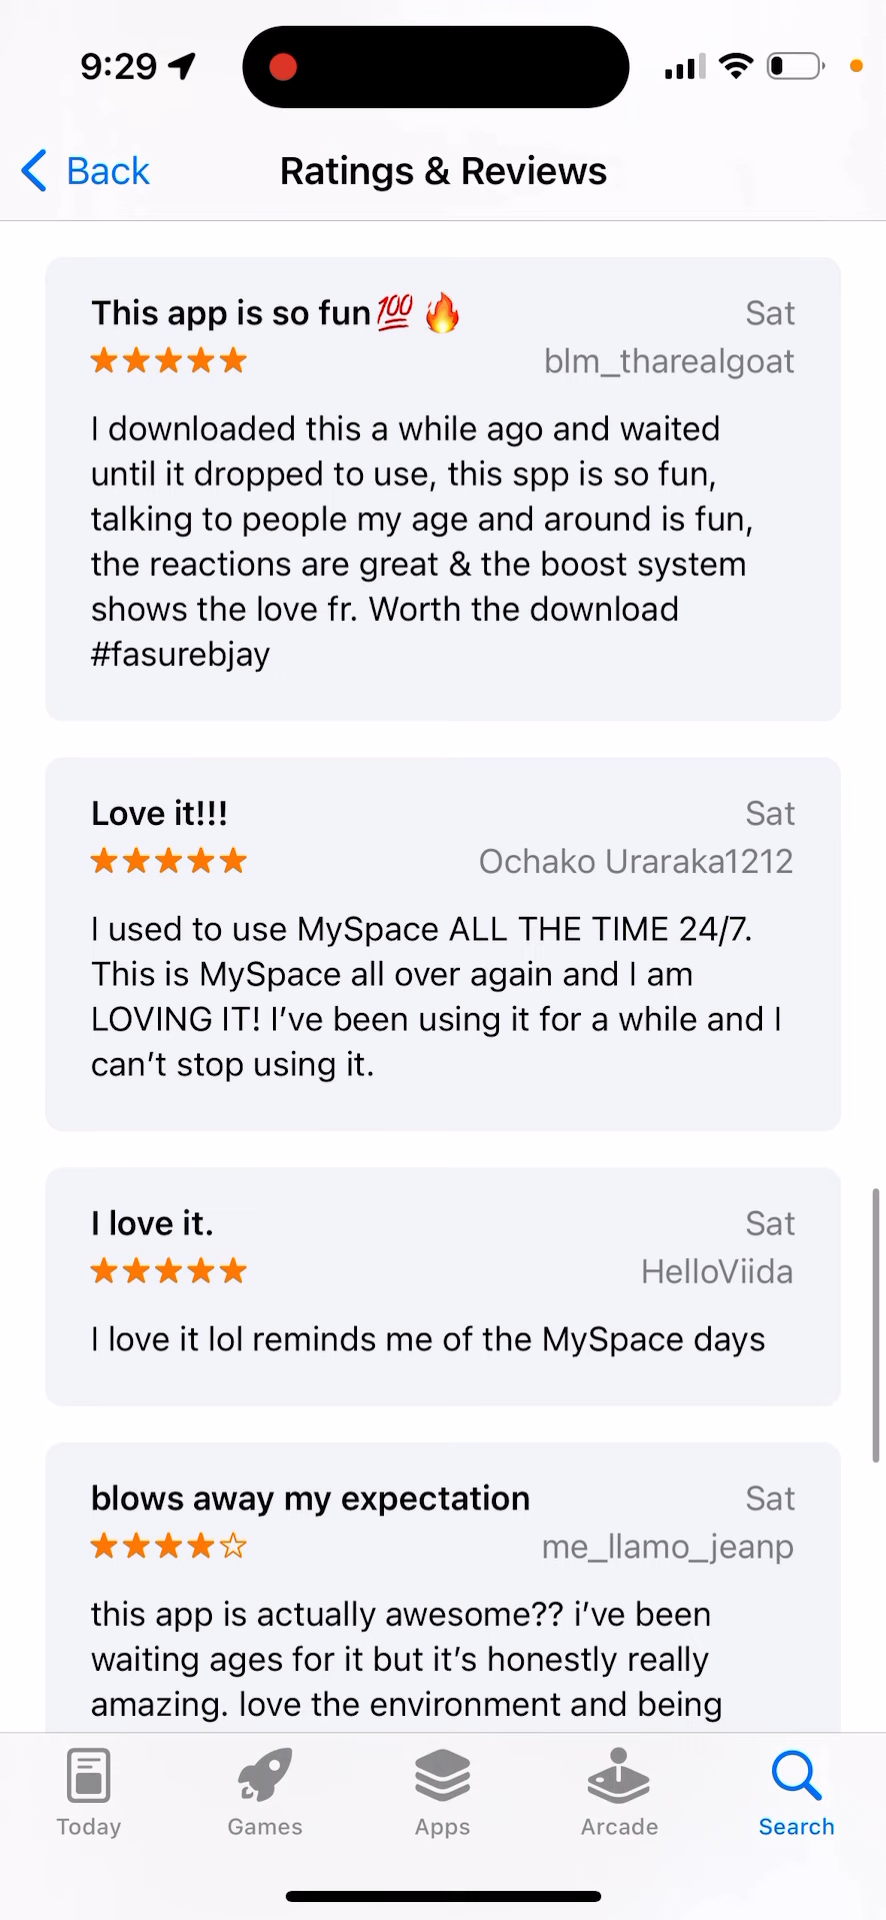 9:29
Back
Ratings & Reviews
This app is so fun💯🔥
Sat
blm_tharealgoat
I downloaded this a while ago and waited
until it dropped to use, this spp is so fun,
talking to people my age and around is fun,
the reactions are great & the boost system
shows the love fr. Worth the download
#fasurebjay
Love it!!!
Sat
Ochako Uraraka1212
I used to use MySpace ALL THE TIME 24/7.
This is MySpace all over again and I am
LOVING IT! I’ve been using it for a while and I
can’t stop using it.
I love it.
Sat
HelloViida
I love it lol reminds me of the MySpace days
blows away my expectation
Sat
me_llamo_jeanp
this app is actually awesome?? i’ve been
waiting ages for it but it’s honestly really
amazing. love the environment and being
Today
Games
Apps
Arcade
Search